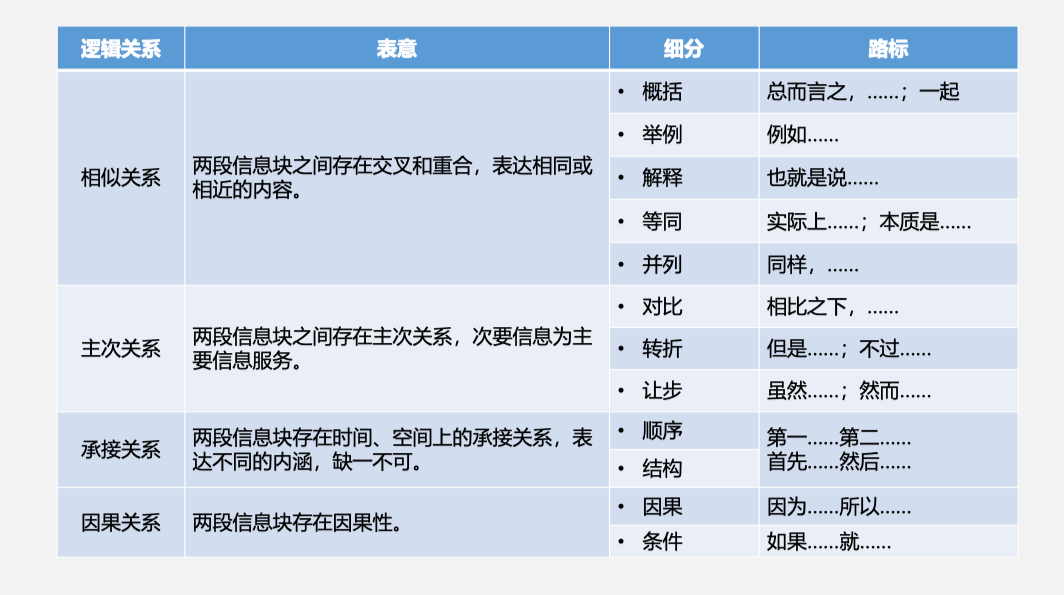 逻辑关系 表意 细分 路标
相似关系
两段信息块之间存在交叉和重合，表达相同或
相近的内容。
• 概括 总而言之，……；一起
• 举例 例如……
• 解释 也就是说……
• 等同 实际上……；本质是……
• 并列 同样，……
主次关系
两段信息块之间存在主次关系，次要信息为主
要信息服务。
• 对比 相比之下，……
• 转折 但是……；不过……
• 让步 虽然……；然而……
承接关系
两段信息块存在时间、空间上的承接关系，表
达不同的内涵，缺一不可。
• 顺序
• 结构
第一……第二……
首先……然后……
因果关系
两段信息块存在因果性。
• 因果 因为……所以……
• 条件 如果……就……